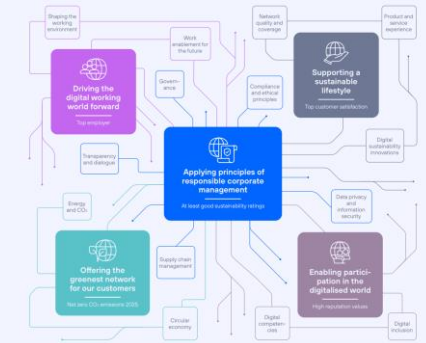 Shaping the
working
environment
Work
enablement for
the future
Network
quality and
coverage
Product and
service
experience
Driving the
digital working
world forward
Top employer
Govern-
ance
Compliance
and ethical
principles
Supporting a
sustainable
lifestyle
Top customer satisfaction
Digital
sustainability
innovations
Transparency
and dialogue
Applying principles of
responsible corporate
management
At least good sustainability ratings
Energy
and CO₂
Data privacy
and
information
security
Offering the
greenest network
for our customers
Net zero CO₂ emissions 2025
Supply chain
management
Enabling partici-
pation in the
digitalised world
High reputation values
Circular
economy
Digital
competen-
cies
Digital
inclusion